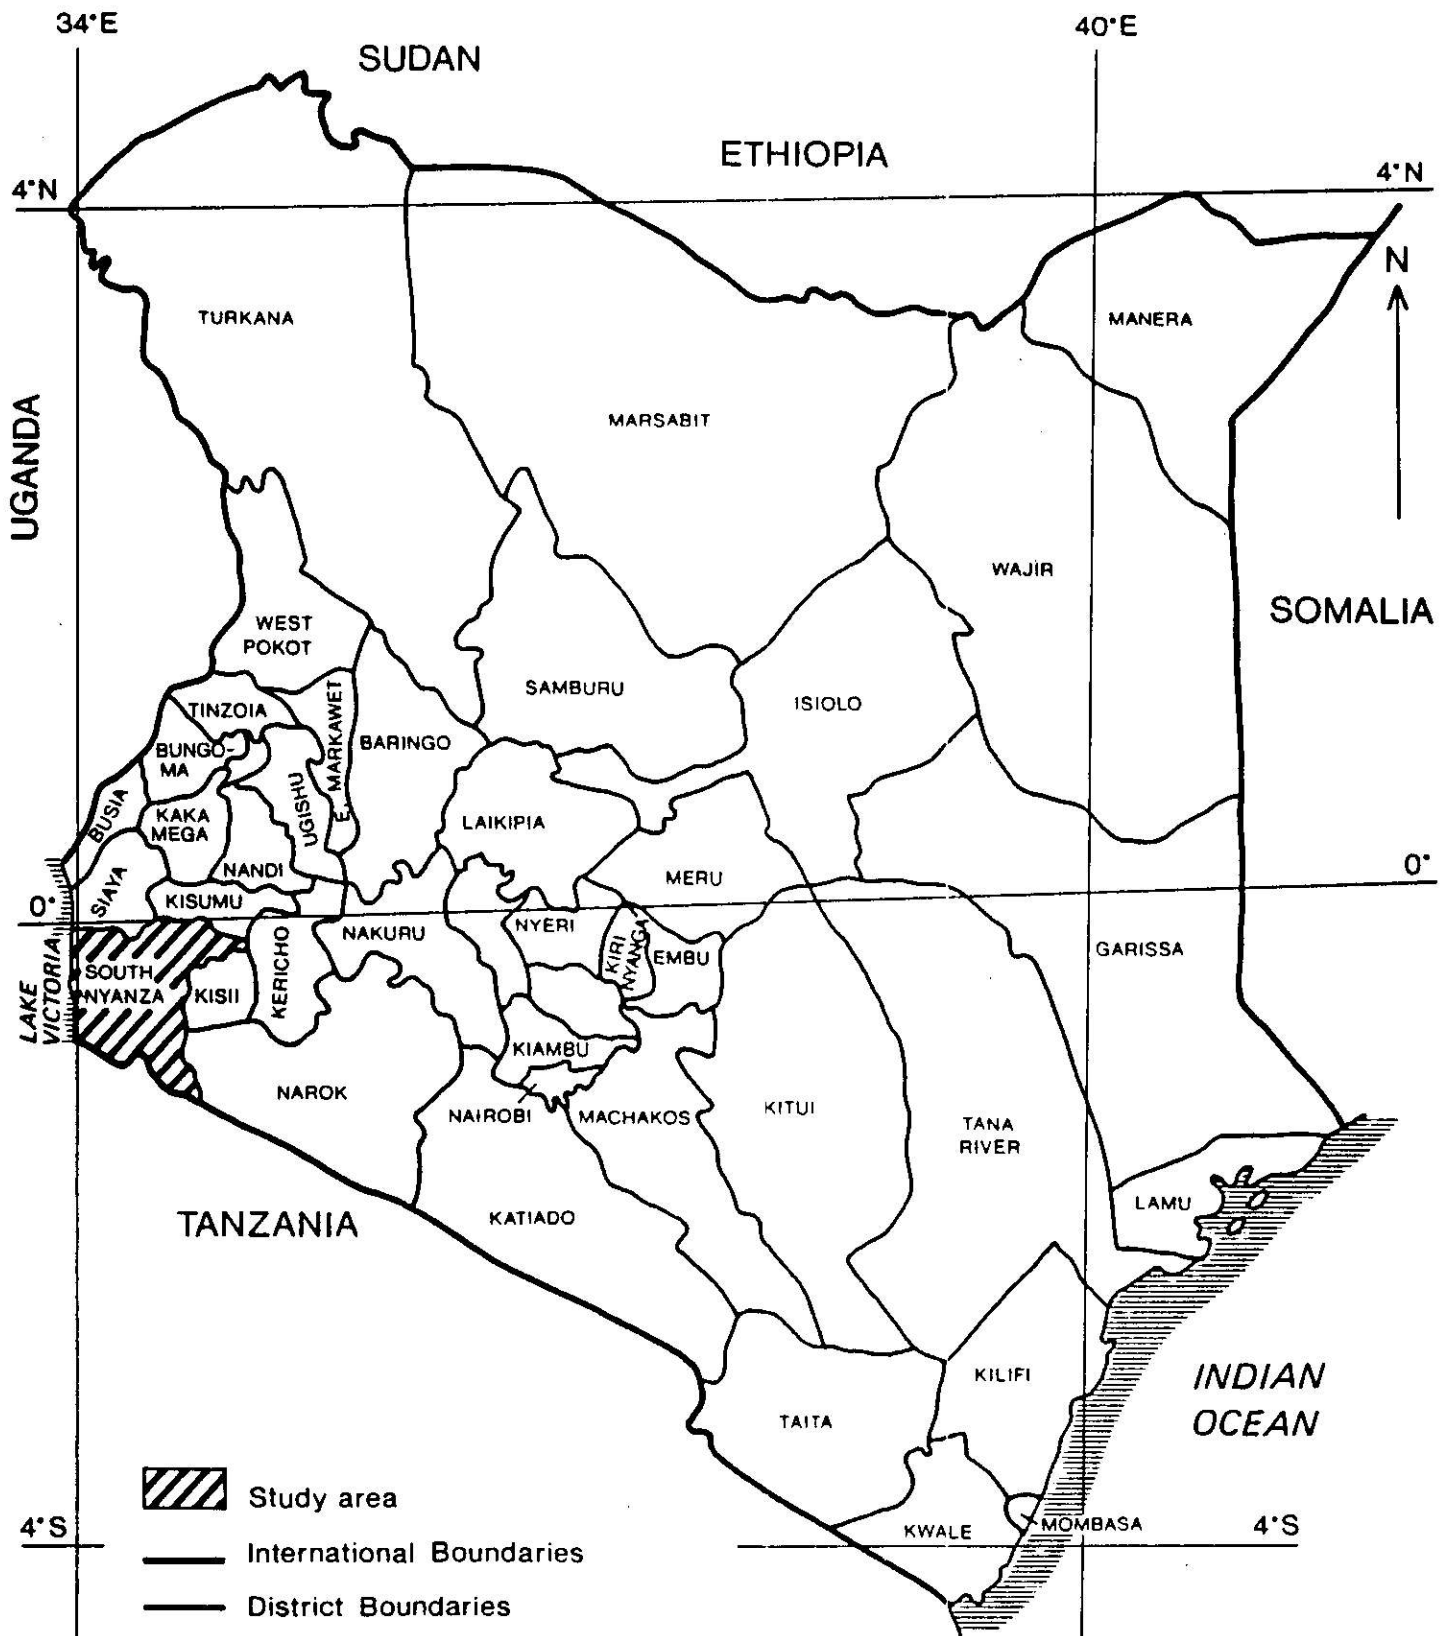 34°E
40°E
SUDAN
ETHIOPIA
4°N
4°N
N
TURKANA
MANERA
UGANDA
MARSABIT
WAJIR
SOMALIA
WEST
POKOT
SAMBURU
ISIOLO
TINZOIA
E. MARKAWET
BARINGO
BUNGO-
MA
UGISHU
BUSIA
KAKA
MEGA
LAIKIPIA
NANDI
MERU
0°
SIAYA
KISUMU
0°
NAKURU
NYERI
KIRI
NYANGA
EMBU
GARISSA
KERICHO
SOUTH
NYANZA
KISII
LAKE
VICTORIA
KIAMBU
NAROK
NAIROBI
MACHAKOS
KITUI
TANA
RIVER
LAMU
TANZANIA
KATIADO
KILIFI
INDIAN
OCEAN
TAITA
Study area
4°S
KWALE
MOMBASA
4°S
International Boundaries
District Boundaries